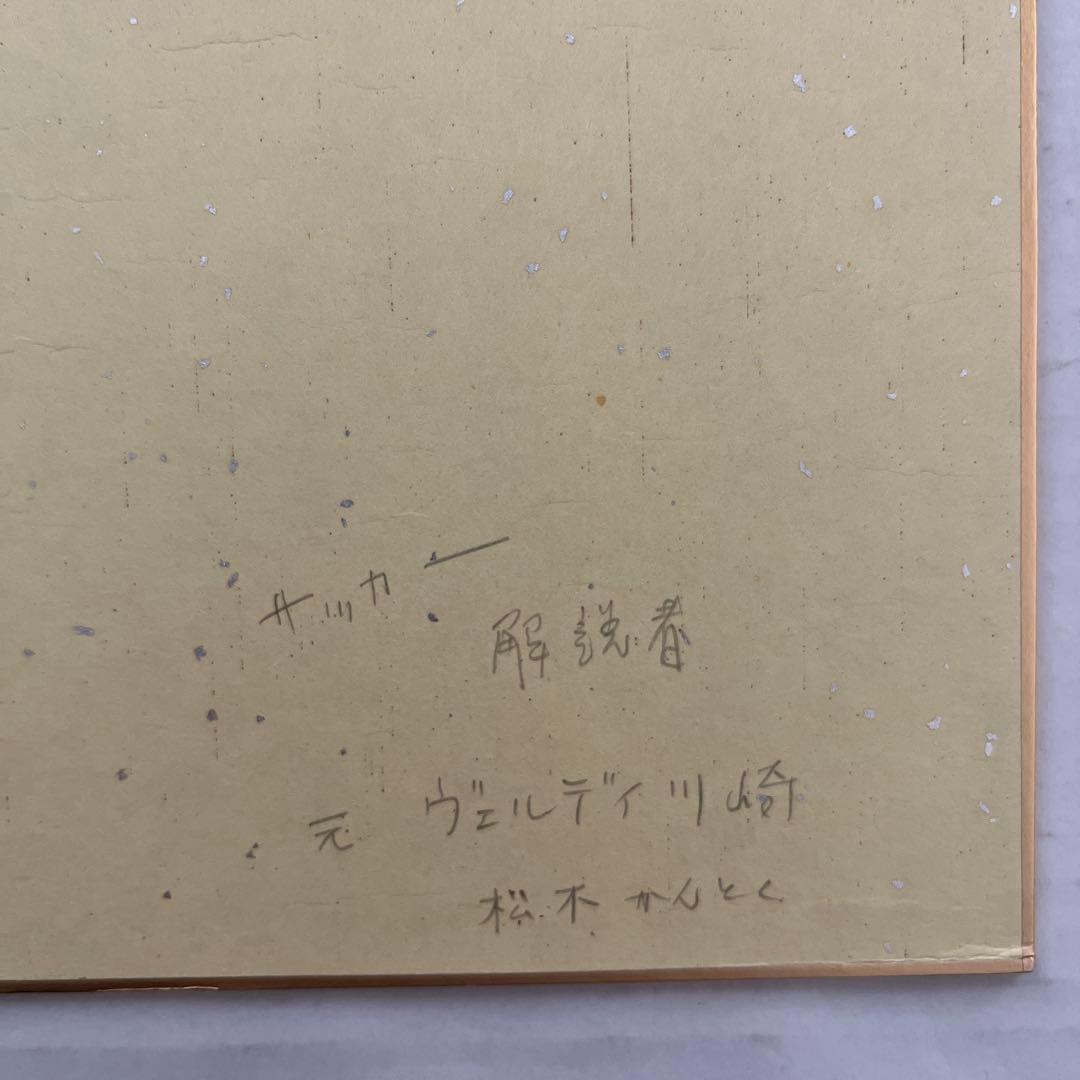 サッカー
解説者
元 ヴェルディ川崎
松木かんとく